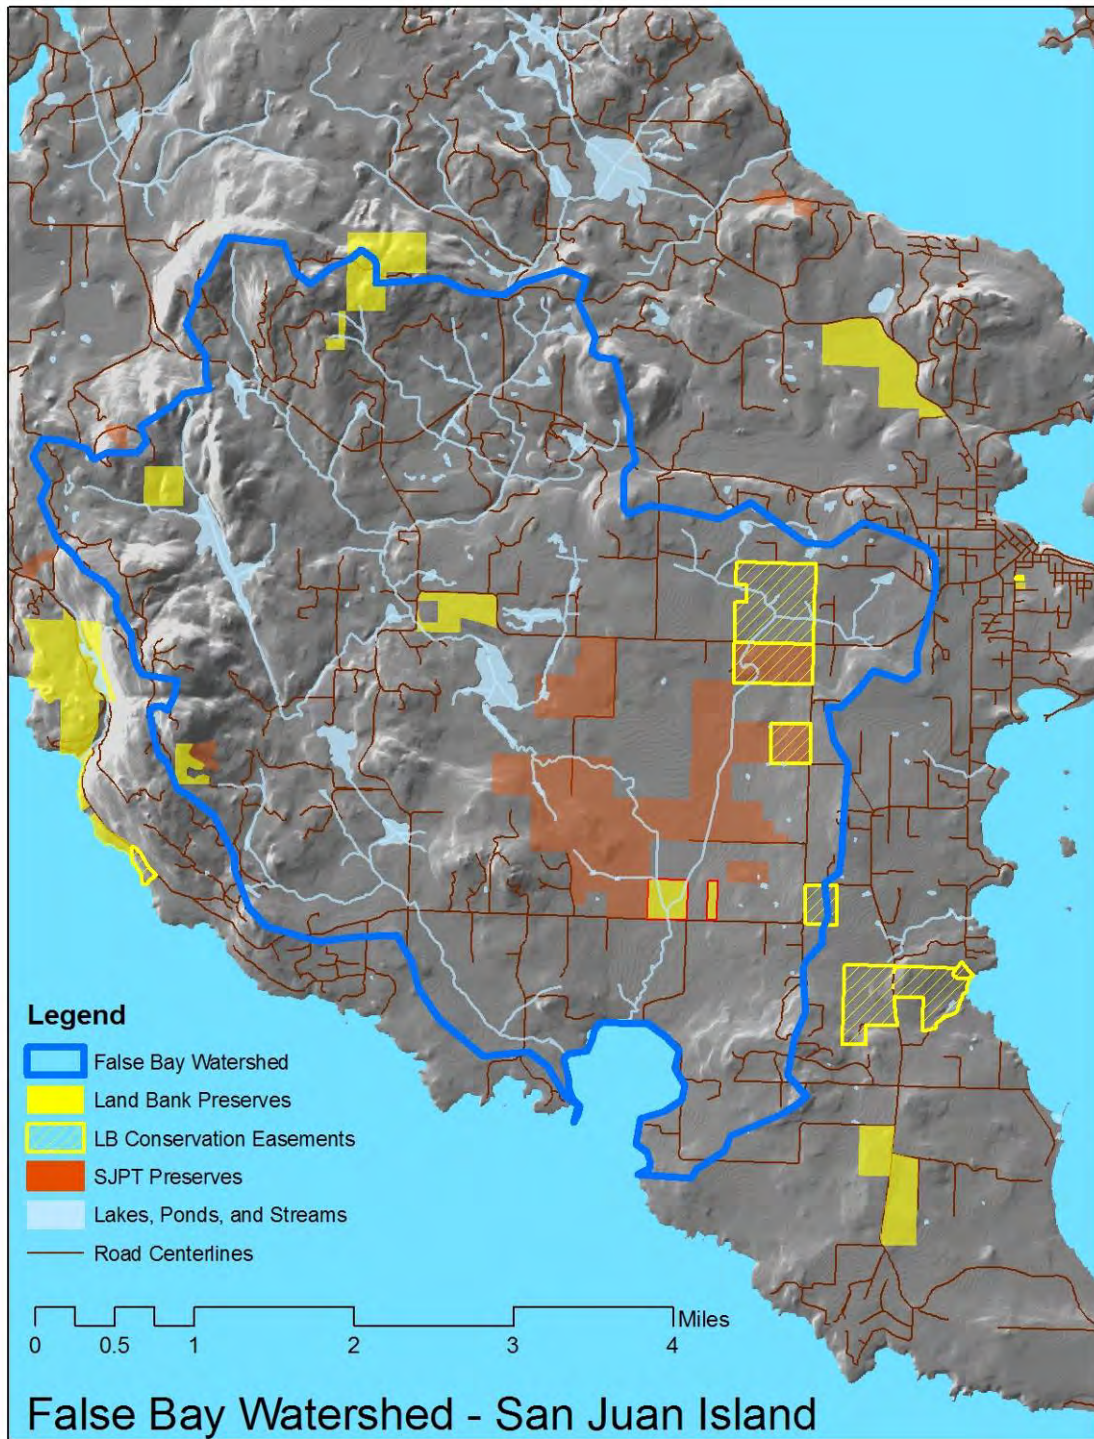 Legend
False Bay Watershed
Land Bank Preserves
LB Conservation Easements
SJPT Preserves
Lakes, Ponds, and Streams
Road Centerlines
Miles
0 0.5 1 2 3 4
False Bay Watershed - San Juan Island